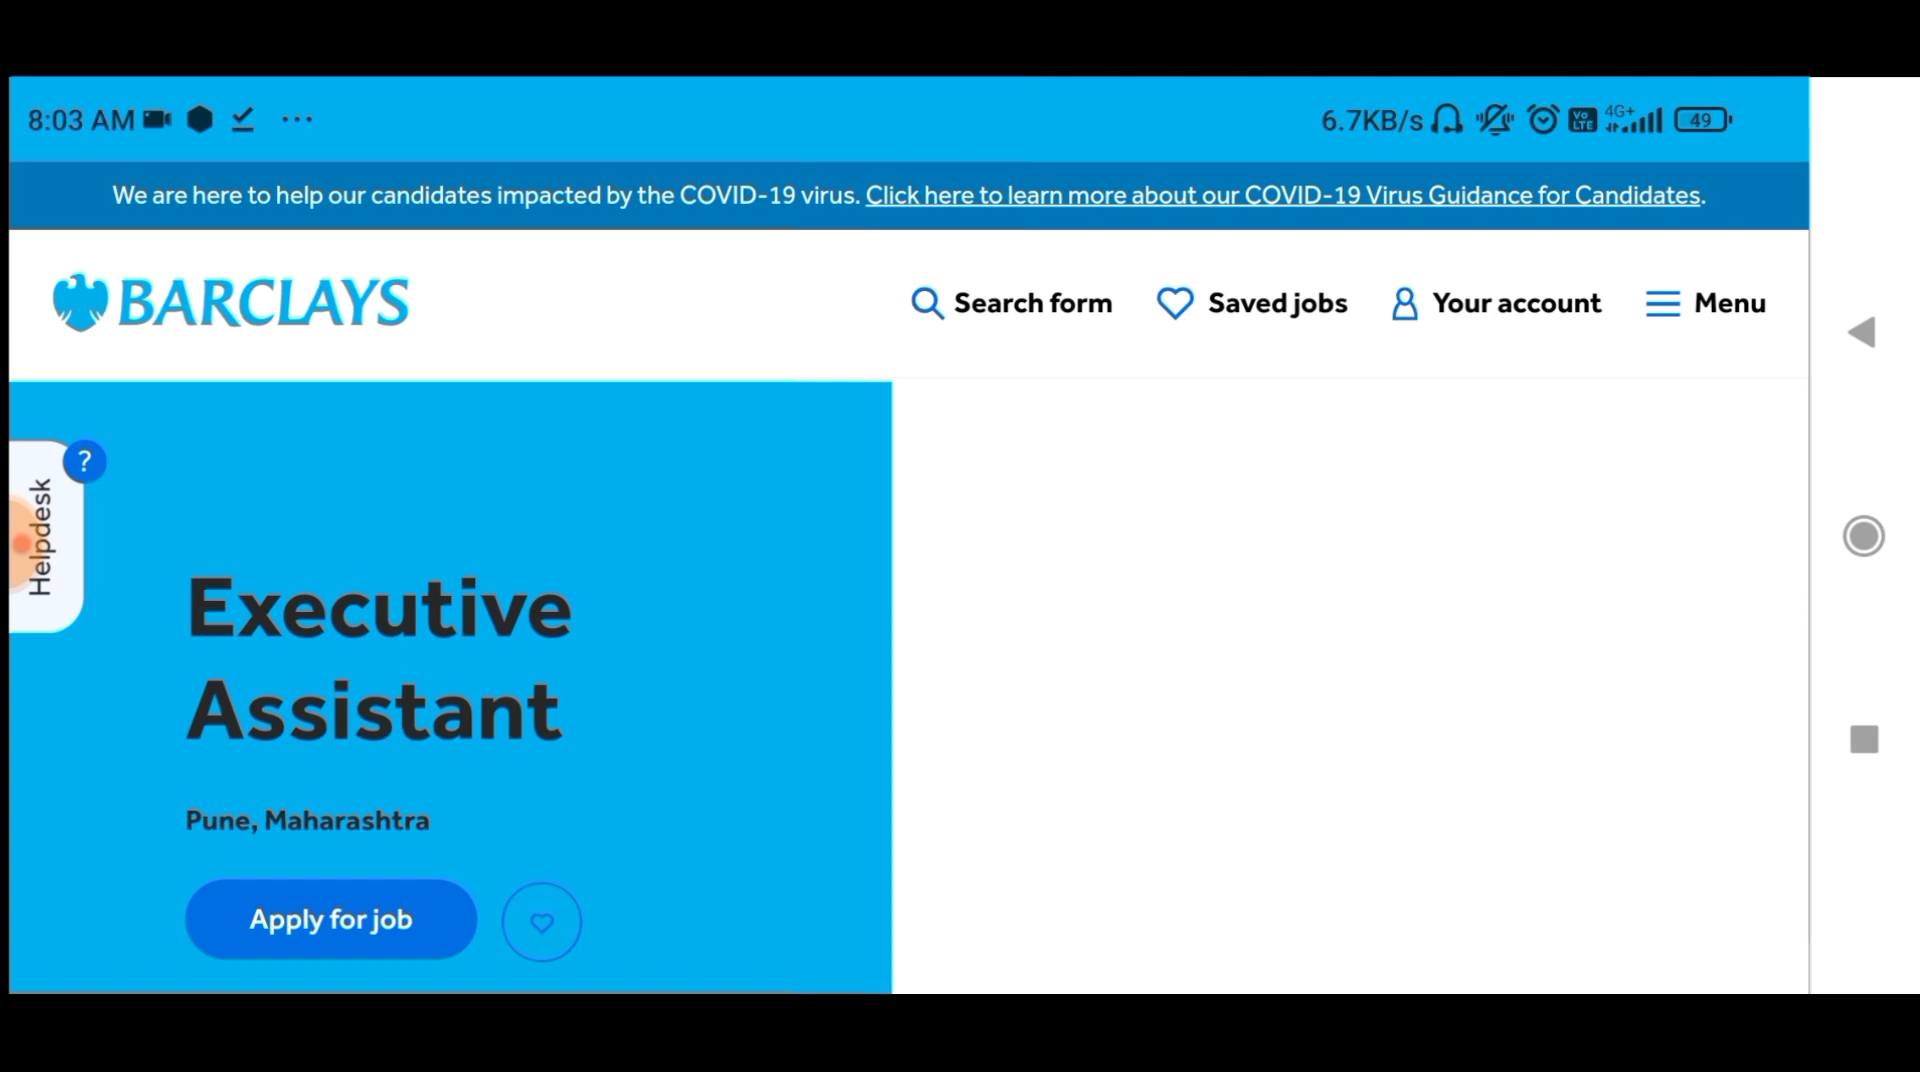 8:03 AM ...
6.7KB/s Vo LTE 4G+ 49
We are here to help our candidates impacted by the COVID-19 virus. Click here to learn more about our COVID-19 Virus Guidance for Candidates.
BARCLAYS
Search form Saved jobs Your account Menu
?
Helpdesk
Executive
Assistant
Pune, Maharashtra
Apply for job